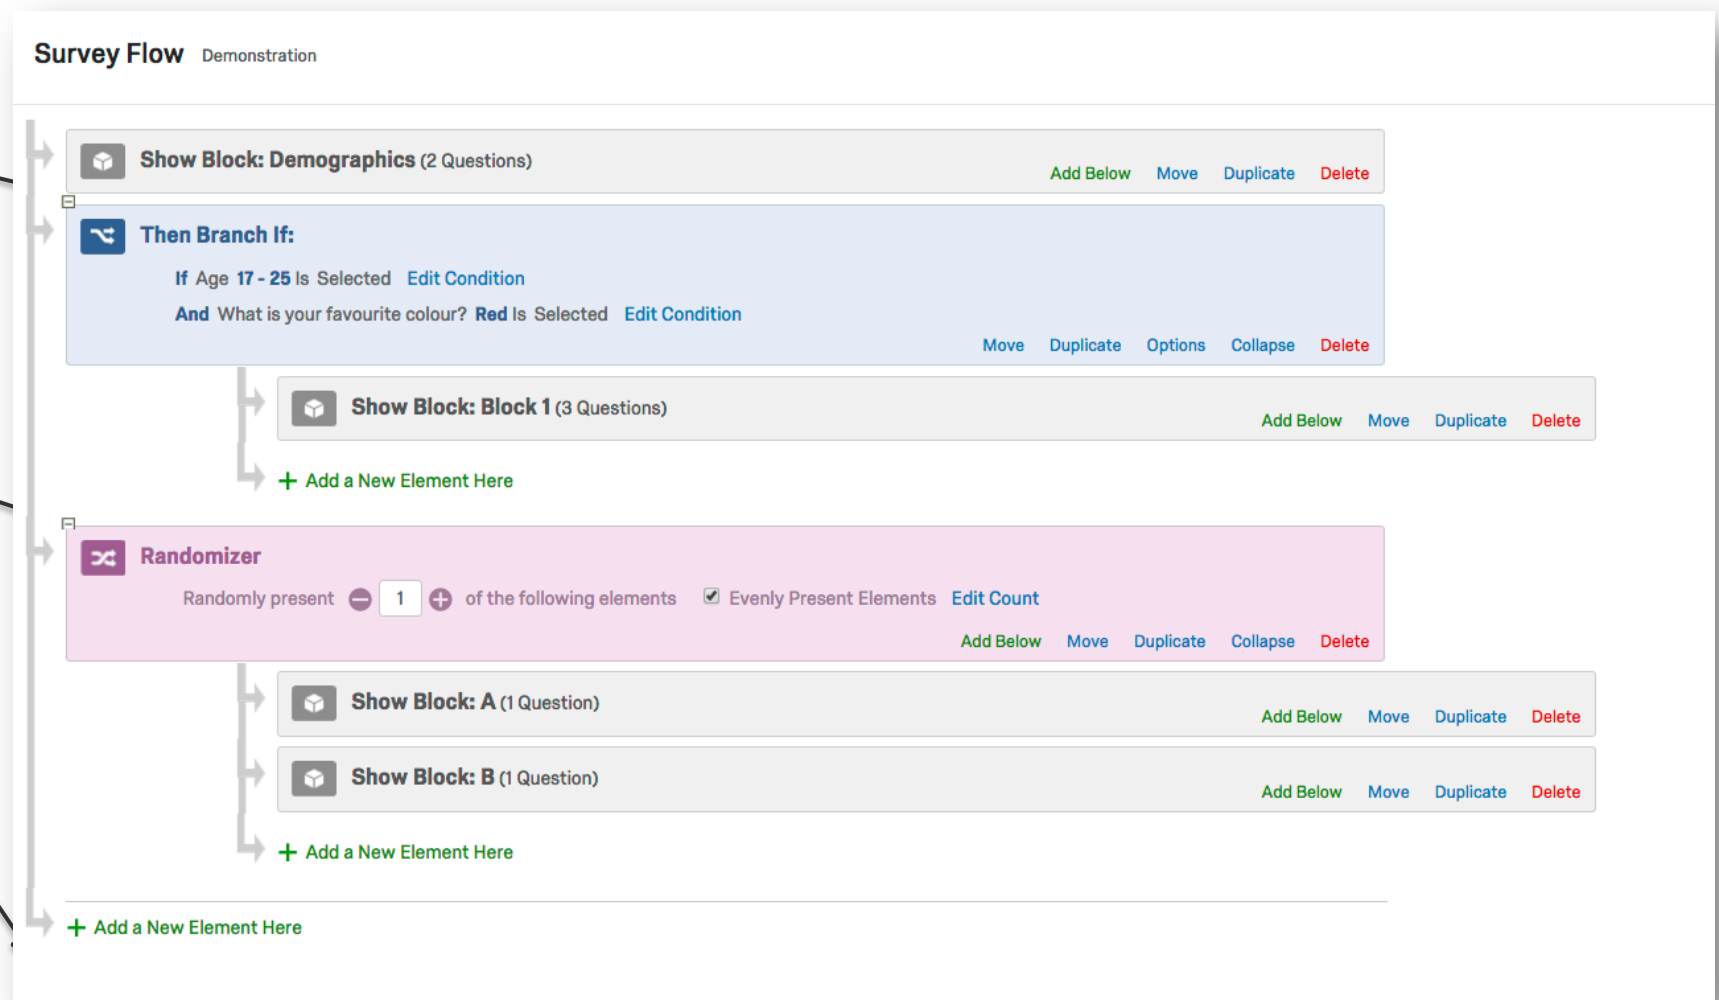 Survey Flow Demonstration
Show Block: Demographics (2 Questions)
Add Below Move Duplicate Delete
Then Branch If:
If Age 17 - 25 Is Selected Edit Condition
And What is your favourite colour? Red Is Selected Edit Condition
Move Duplicate Options Collapse Delete
Show Block: Block 1 (3 Questions)
Add Below Move Duplicate Delete
+ Add a New Element Here
Randomizer
Randomly present 1 of the following elements Evenly Present Elements Edit Count
Add Below Move Duplicate Collapse Delete
Show Block: A (1 Question)
Add Below Move Duplicate Delete
Show Block: B (1 Question)
Add Below Move Duplicate Delete
+ Add a New Element Here
+ Add a New Element Here